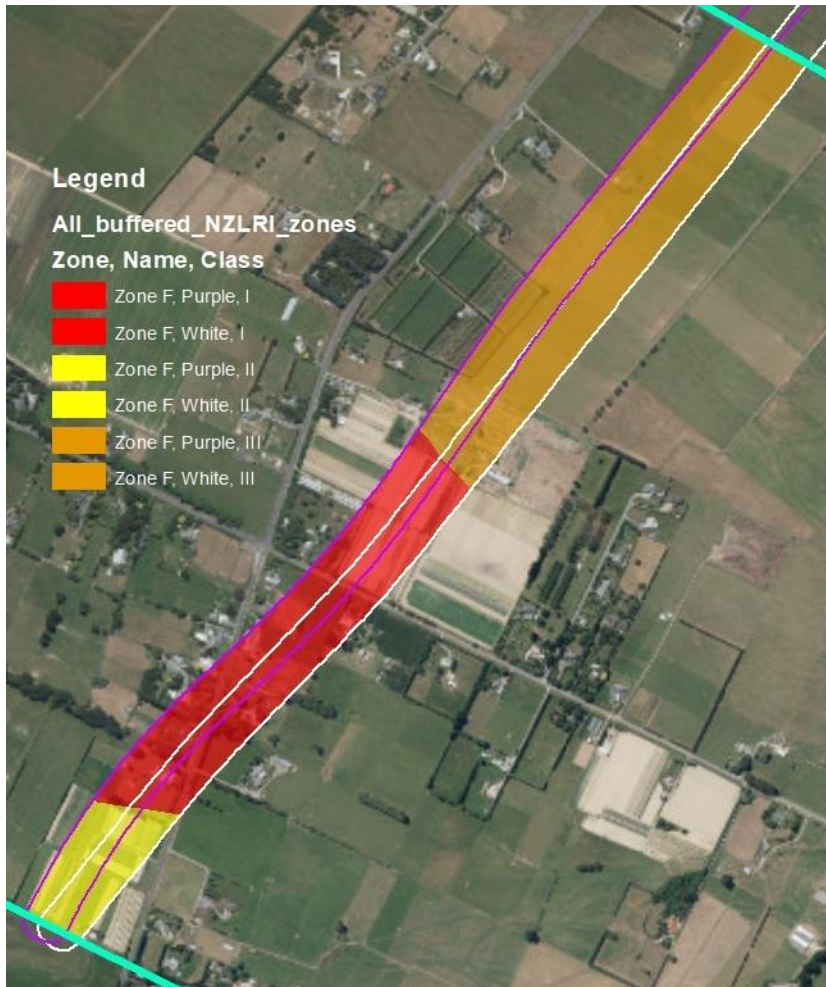 Legend
All_buffered_NZLRI_zones
Zone, Name, Class
Zone F, Purple, I
Zone F, White, I
Zone F, Purple, II
Zone F, White, II
Zone F, Purple, III
Zone F, White, III